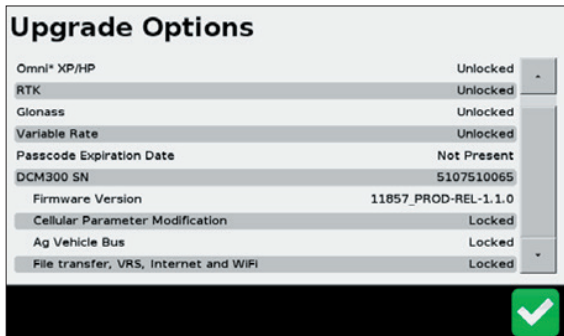 Upgrade Options
Omni* XP/HP Unlocked
RTK Unlocked
Glonass Unlocked
Variable Rate Unlocked
Passcode Expiration Date Not Present
DCM300 SN 5107510065
Firmware Version 11857_PROD-REL-1.1.0
Cellular Parameter Modification Locked
Ag Vehicle Bus Locked
File transfer, VRS, Internet and WiFi Locked